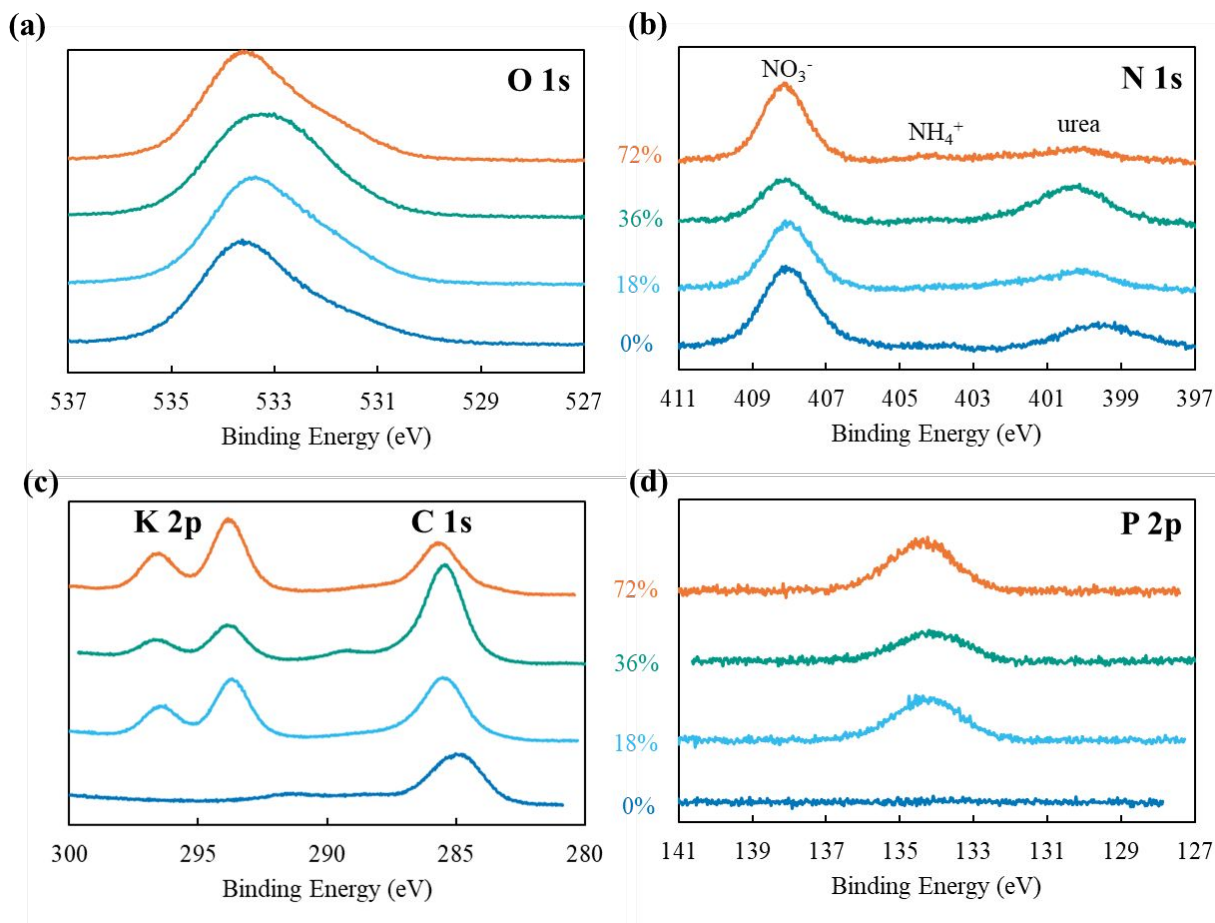 (a)
O 1s
537 535 533 531 529 527
Binding Energy (eV)
(b)
N 1s
NO₃⁻
NH₄⁺
urea
72%
36%
18%
0%
411 409 407 405 403 401 399 397
Binding Energy (eV)
(c)
K 2p
C 1s
300 295 290 285 280
Binding Energy (eV)
(d)
P 2p
72%
36%
18%
0%
141 139 137 135 133 131 129 127
Binding Energy (eV)